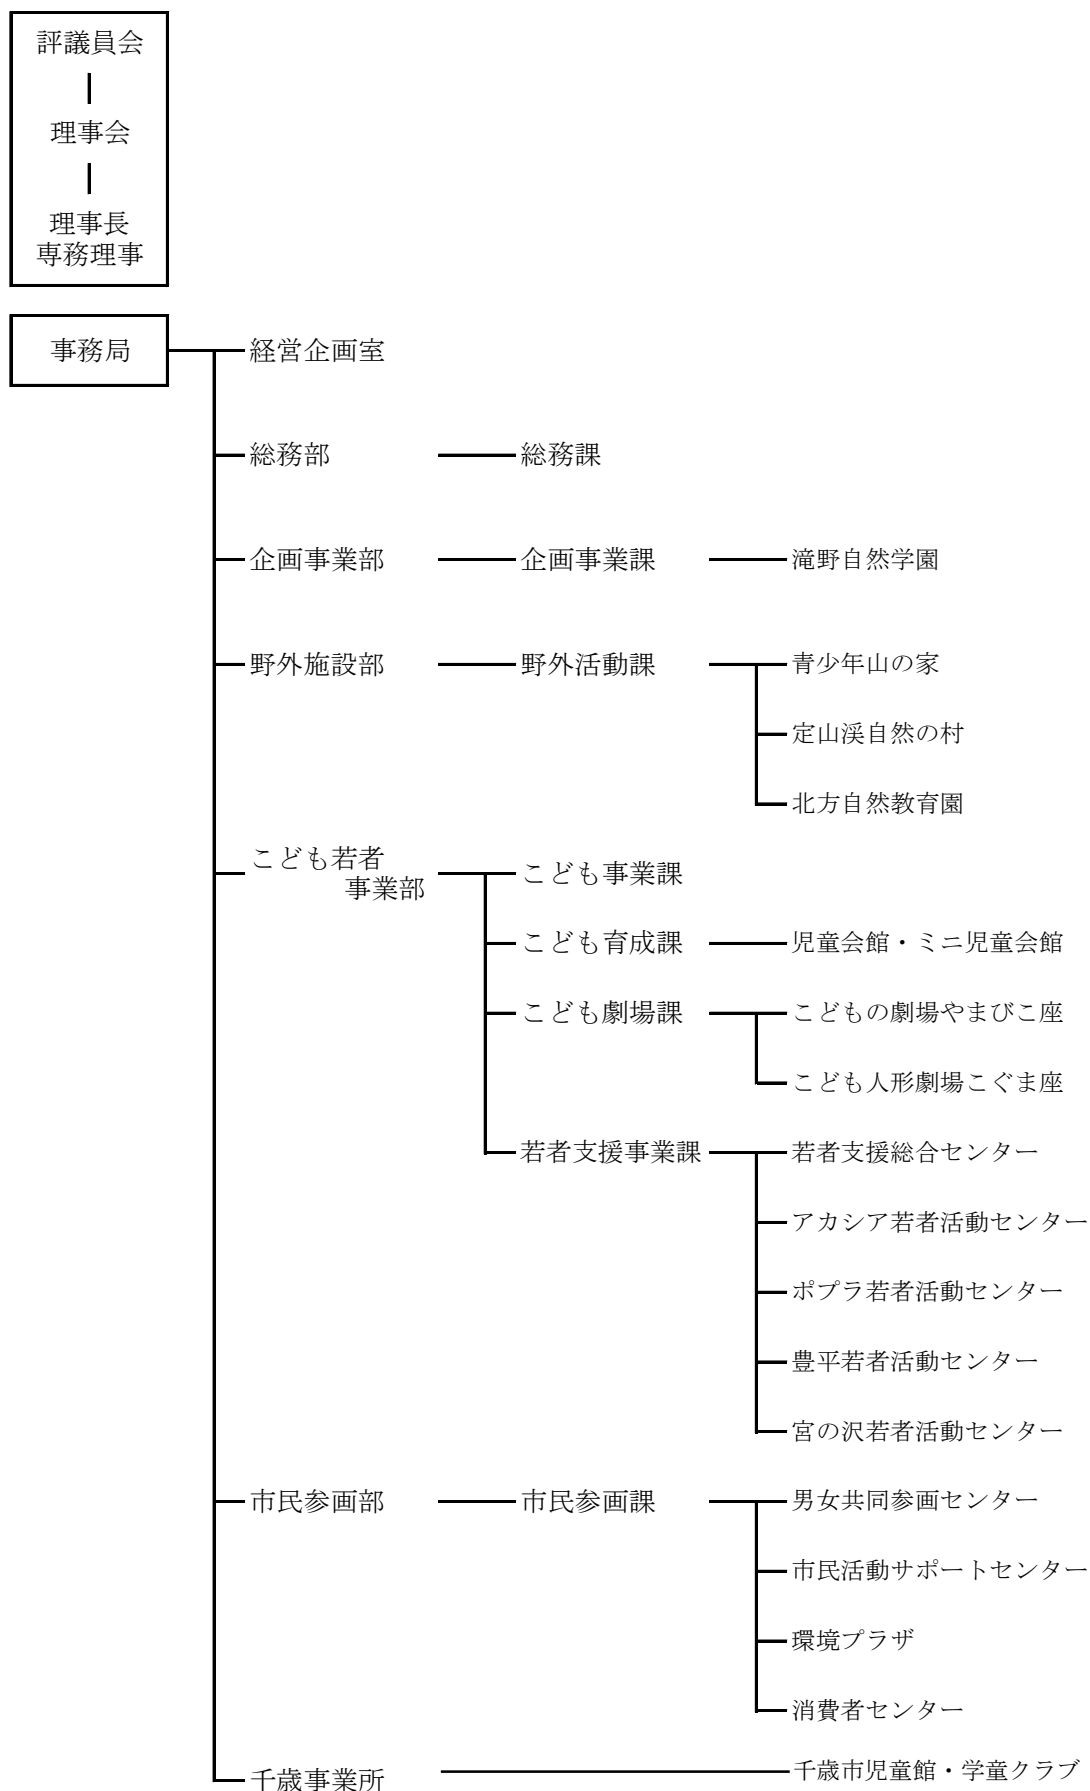 評議員会
理事会
理事長
専務理事
事務局
経営企画室
総務部
総務課
企画事業部
企画事業課
滝野自然学園
野外施設部
野外活動課
青少年山の家
定山渓自然の村
北方自然教育園
こども若者
事業部
こども事業課
こども育成課
児童会館・ミニ児童会館
こども劇場課
こどもの劇場やまびこ座
こども人形劇場こぐま座
若者支援事業課
若者支援総合センター
アカシア若者活動センター
ポプラ若者活動センター
豊平若者活動センター
宮の沢若者活動センター
市民参画部
市民参画課
男女共同参画センター
市民活動サポートセンター
環境プラザ
消費者センター
千歳事業所
千歳市児童館・学童クラブ